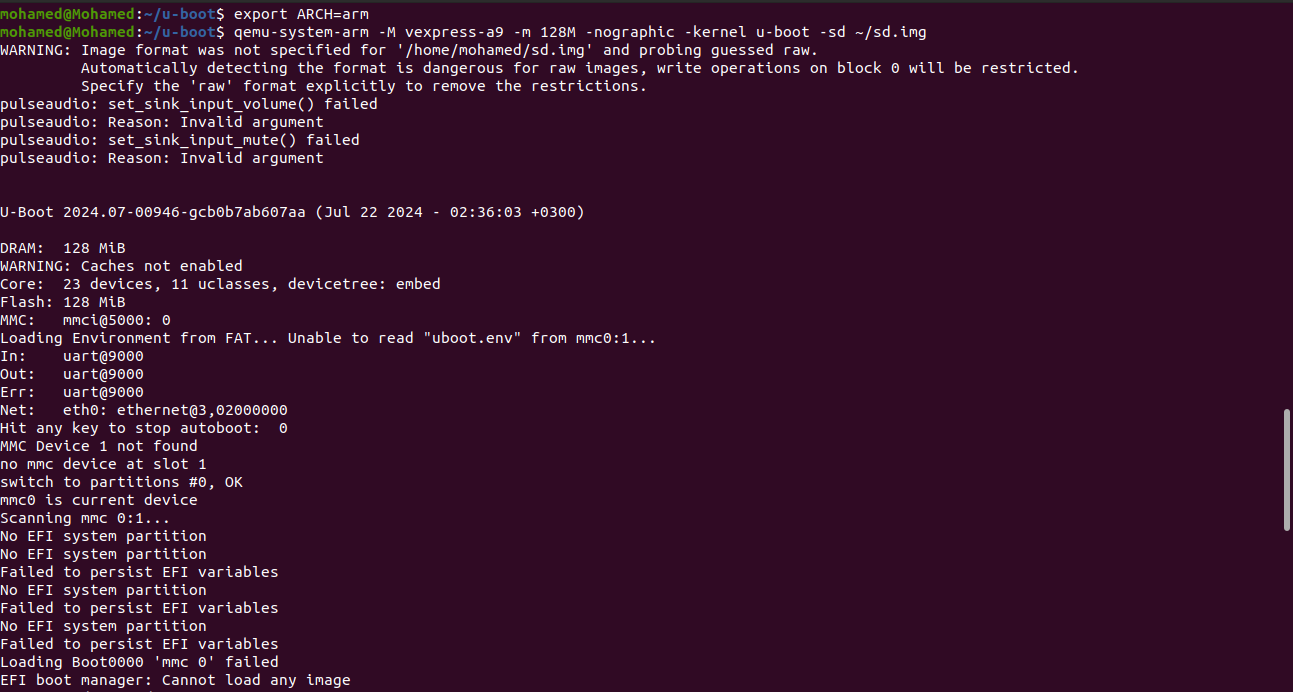 mohamed@Mohamed:~/u-boot$ export ARCH=arm
mohamed@Mohamed:~/u-boot$ qemu-system-arm -M vexpress-a9 -m 128M -nographic -kernel u-boot -sd ~/sd.img
WARNING: Image format was not specified for '/home/mohamed/sd.img' and probing guessed raw.
         Automatically detecting the format is dangerous for raw images, write operations on block 0 will be restricted.
         Specify the 'raw' format explicitly to remove the restrictions.
pulseaudio: set_sink_input_volume() failed
pulseaudio: Reason: Invalid argument
pulseaudio: set_sink_input_mute() failed
pulseaudio: Reason: Invalid argument
U-Boot 2024.07-00946-gcb0b7ab607aa (Jul 22 2024 - 02:36:03 +0300)
DRAM:  128 MiB
WARNING: Caches not enabled
Core:  23 devices, 11 uclasses, devicetree: embed
Flash: 128 MiB
MMC:   mmci@5000: 0
Loading Environment from FAT... Unable to read "uboot.env" from mmc0:1...
In:    uart@9000
Out:   uart@9000
Err:   uart@9000
Net:   eth0: ethernet@3,02000000
Hit any key to stop autoboot:  0
MMC Device 1 not found
no mmc device at slot 1
switch to partitions #0, OK
mmc0 is current device
Scanning mmc 0:1...
No EFI system partition
No EFI system partition
Failed to persist EFI variables
No EFI system partition
Failed to persist EFI variables
No EFI system partition
Failed to persist EFI variables
Loading Boot0000 'mmc 0' failed
EFI boot manager: Cannot load any image